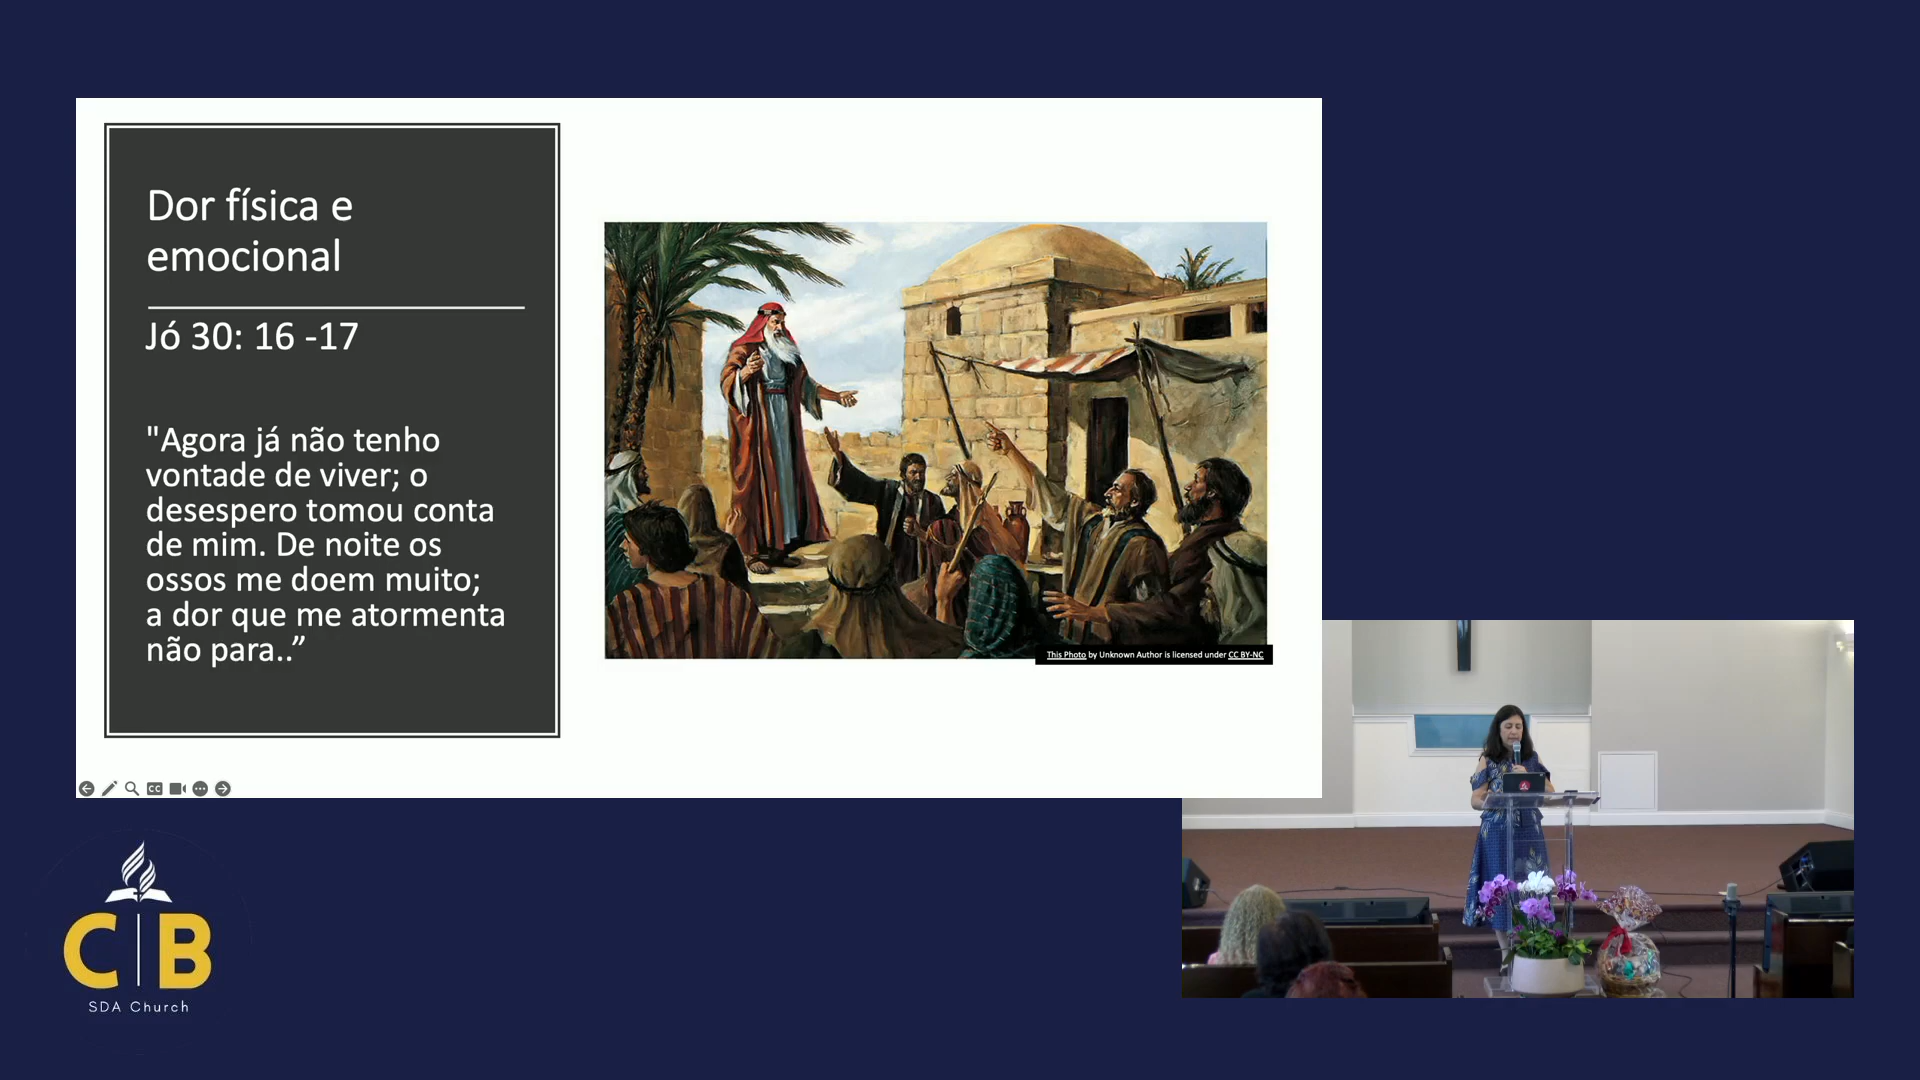 Dor física e
emocional
Jó 30: 16 -17
"Agora já não tenho
vontade de viver; o
desespero tomou conta
de mim. De noite os
ossos me doem muito;
a dor que me atormenta
não para..”
This Photo by Unknown Author is licensed under CC BY-NC
CC
C B
SDA Church